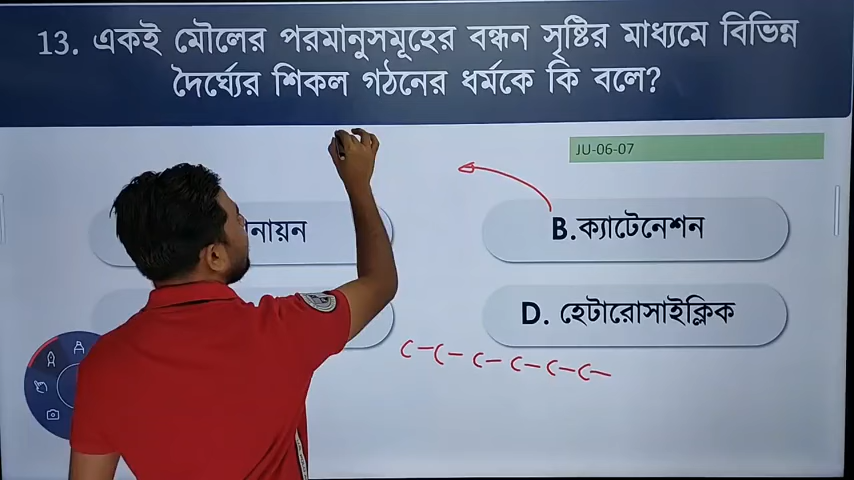 13. একই মৌলের পরমানুসমূহের বন্ধন সৃষ্টির মাধ্যমে বিভিন্ন
দৈর্ঘ্যের শিকল গঠনের ধর্মকে কি বলে?
JU-06-07
B.ক্যাটেনেশন
D. হেটারোসাইক্লিক
C-C-C-C-C-C-